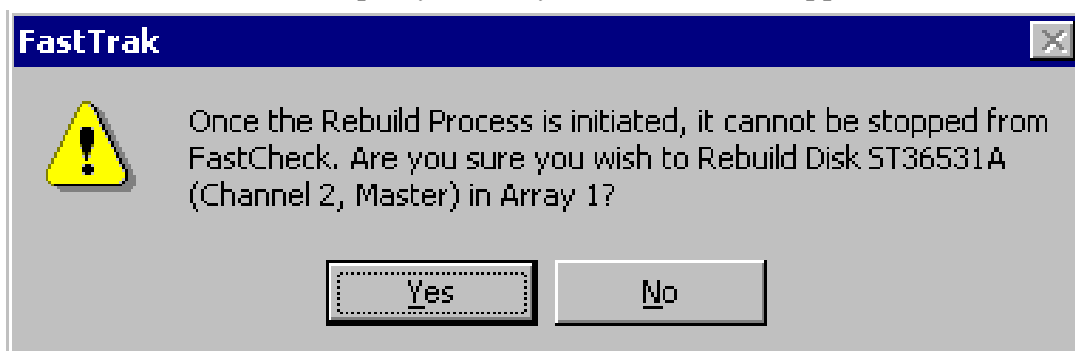 FastTrak
Once the Rebuild Process is initiated, it cannot be stopped from
FastCheck. Are you sure you wish to Rebuild Disk ST36531A
(Channel 2, Master) in Array 1?
Yes
No